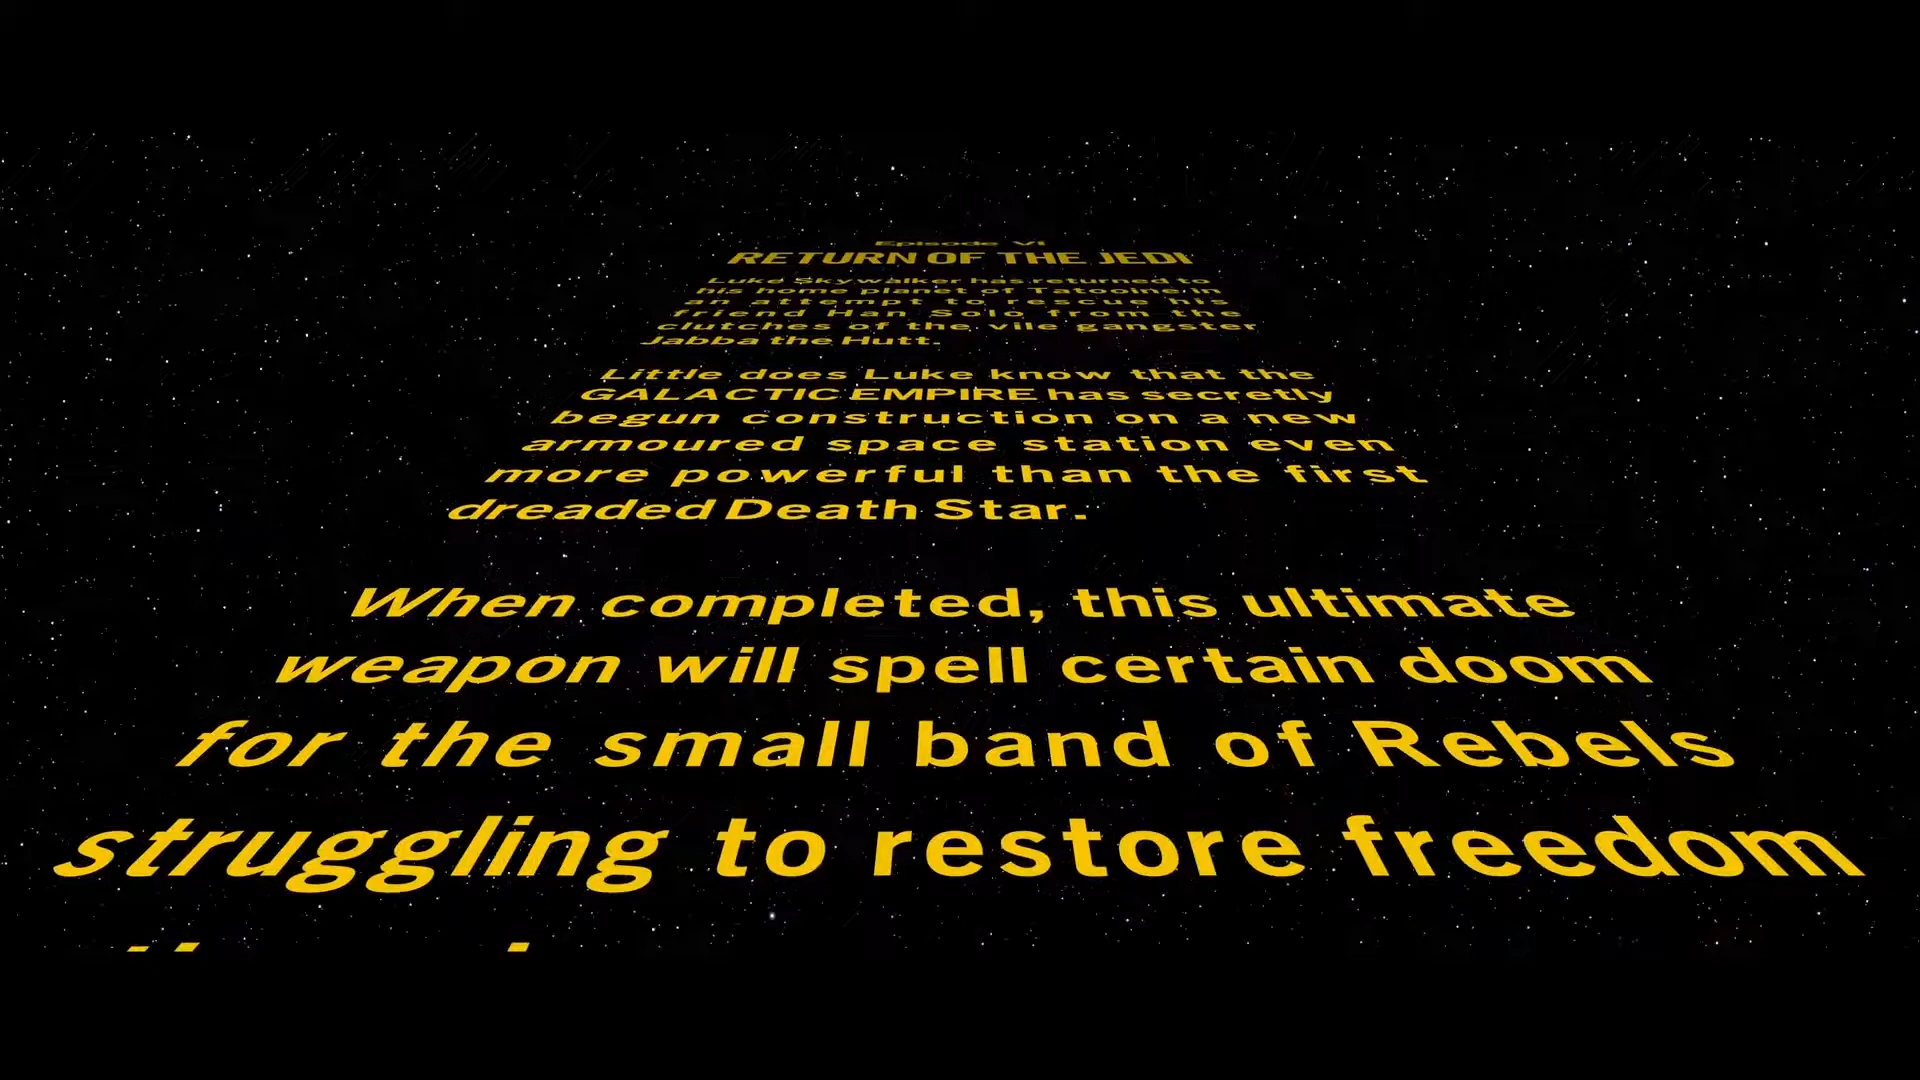 Episode VI
RETURN OF THE JEDI
Luke Skywalker has returned to
his home planet of Tatooine in
an attempt to rescue his
friend Han Solo from the
clutches of the vile gangster
Jabba the Hutt.
Little does Luke know that the
GALACTIC EMPIRE has secretly
begun construction on a new
armoured space station even
more powerful than the first
dreaded Death Star.
When completed, this ultimate
weapon will spell certain doom
for the small band of Rebels
struggling to restore freedom